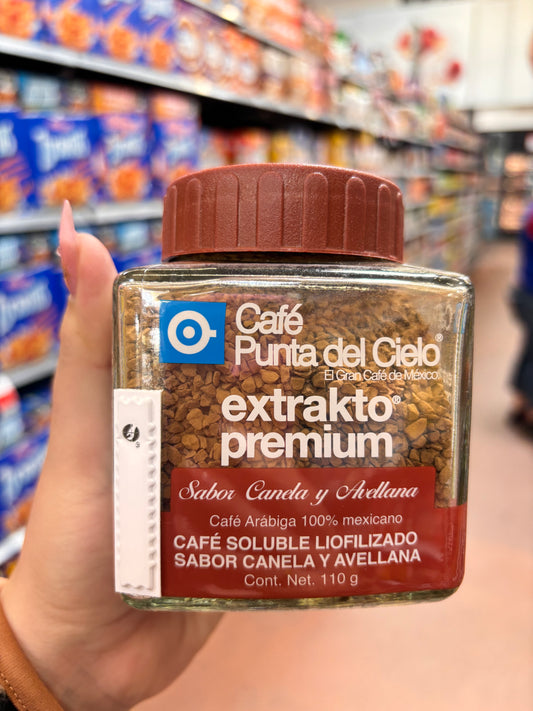 Café
Punta del Cielo®
El Gran Café de México.
extrakto®
premium
Sabor Canela y Avellana
Café Arábiga 100% mexicano
CAFÉ SOLUBLE LIOFILIZADO
SABOR CANELA Y AVELLANA
Cont. Net. 110 g